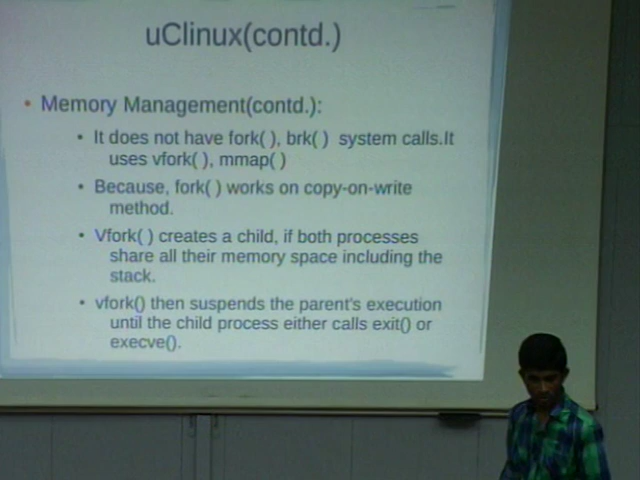 uClinux(contd.)
• Memory Management(contd.):
• It does not have fork( ), brk( ) system calls.It
uses vfork( ), mmap( )
• Because, fork( ) works on copy-on-write
method.
• Vfork( ) creates a child, if both processes
share all their memory space including the
stack.
• vfork() then suspends the parent's execution
until the child process either calls exit() or
execve().